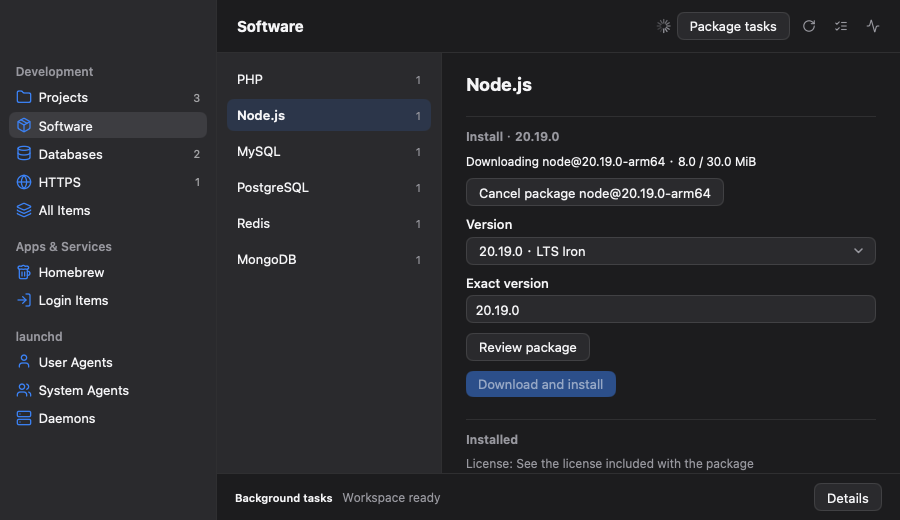 Software
Package tasks
Development
Projects 3
Software
Databases 2
HTTPS 1
All Items
Apps & Services
Homebrew
Login Items
launchd
User Agents
System Agents
Daemons
PHP 1
Node.js 1
MySQL 1
PostgreSQL 1
Redis 1
MongoDB 1
Node.js
Install · 20.19.0
Downloading node@20.19.0-arm64 · 8.0 / 30.0 MiB
Cancel package node@20.19.0-arm64
Version
20.19.0 · LTS Iron
Exact version
20.19.0
Review package
Download and install
Installed
License: See the license included with the package
Background tasks Workspace ready
Details